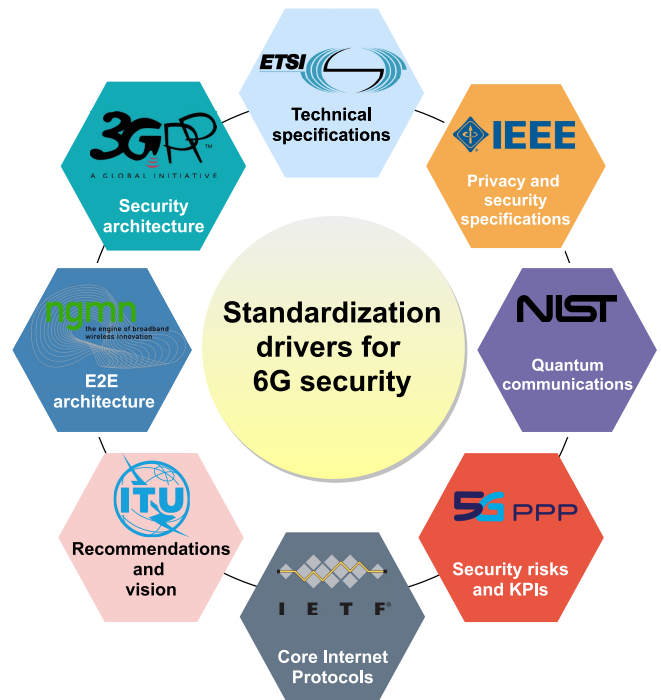 ETSI
Technical
specifications
3GPP™
A GLOBAL INITIATIVE
Security
architecture
IEEE
Privacy and
security
specifications
ngmn
the engine of broadband
wireless innovation
E2E
architecture
Standardization
drivers for
6G security
NIST
Quantum
communications
ITU
Recommendations
and
vision
5G PPP
Security risks
and KPIs
I E T F®
Core Internet
Protocols